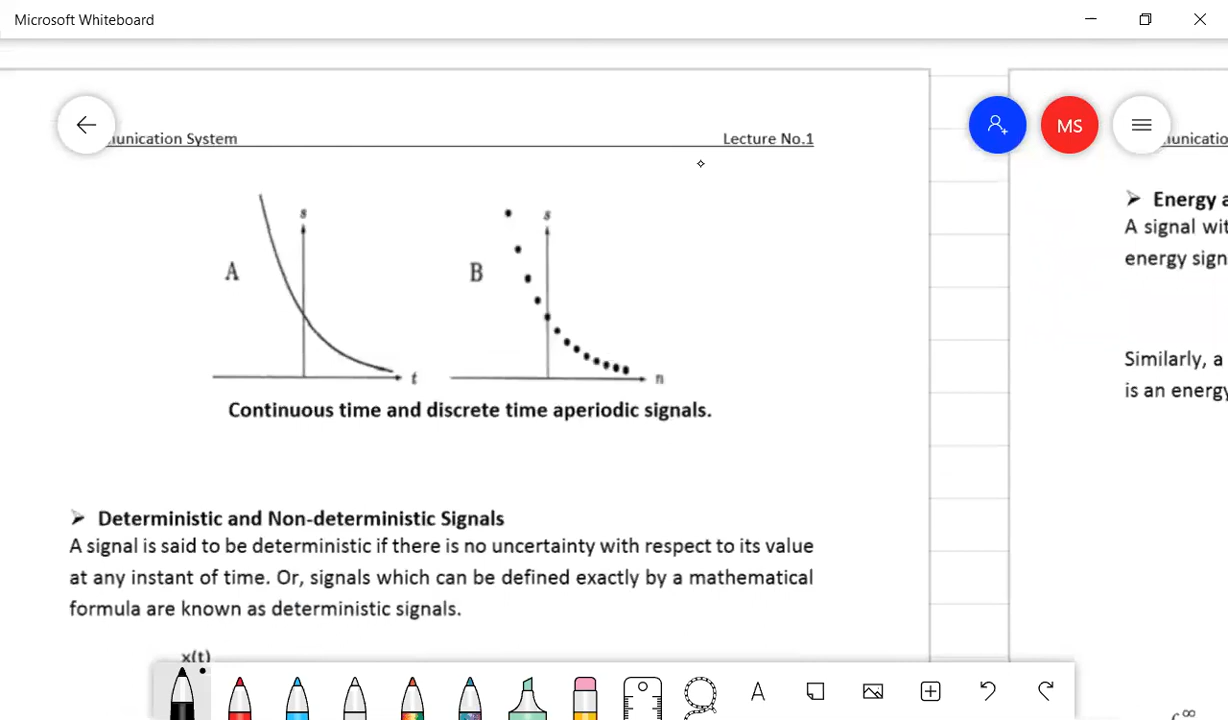 Microsoft Whiteboard
unication System
Lecture No.1
MS
unicatio
s
A
t
s
B
n
Continuous time and discrete time aperiodic signals.
Deterministic and Non-deterministic Signals
A signal is said to be deterministic if there is no uncertainty with respect to its value
at any instant of time. Or, signals which can be defined exactly by a mathematical
formula are known as deterministic signals.
x(t)
A
Energy a
A signal wit
energy sign
Similarly, a
is an energy
∞